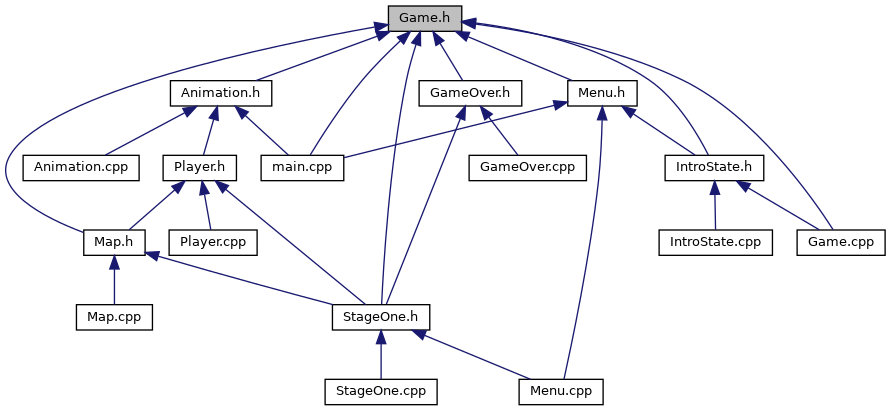 Game.h
Animation.h
GameOver.h
Menu.h
Animation.cpp
Player.h
main.cpp
GameOver.cpp
IntroState.h
Map.h
Player.cpp
IntroState.cpp
Game.cpp
Map.cpp
StageOne.h
StageOne.cpp
Menu.cpp